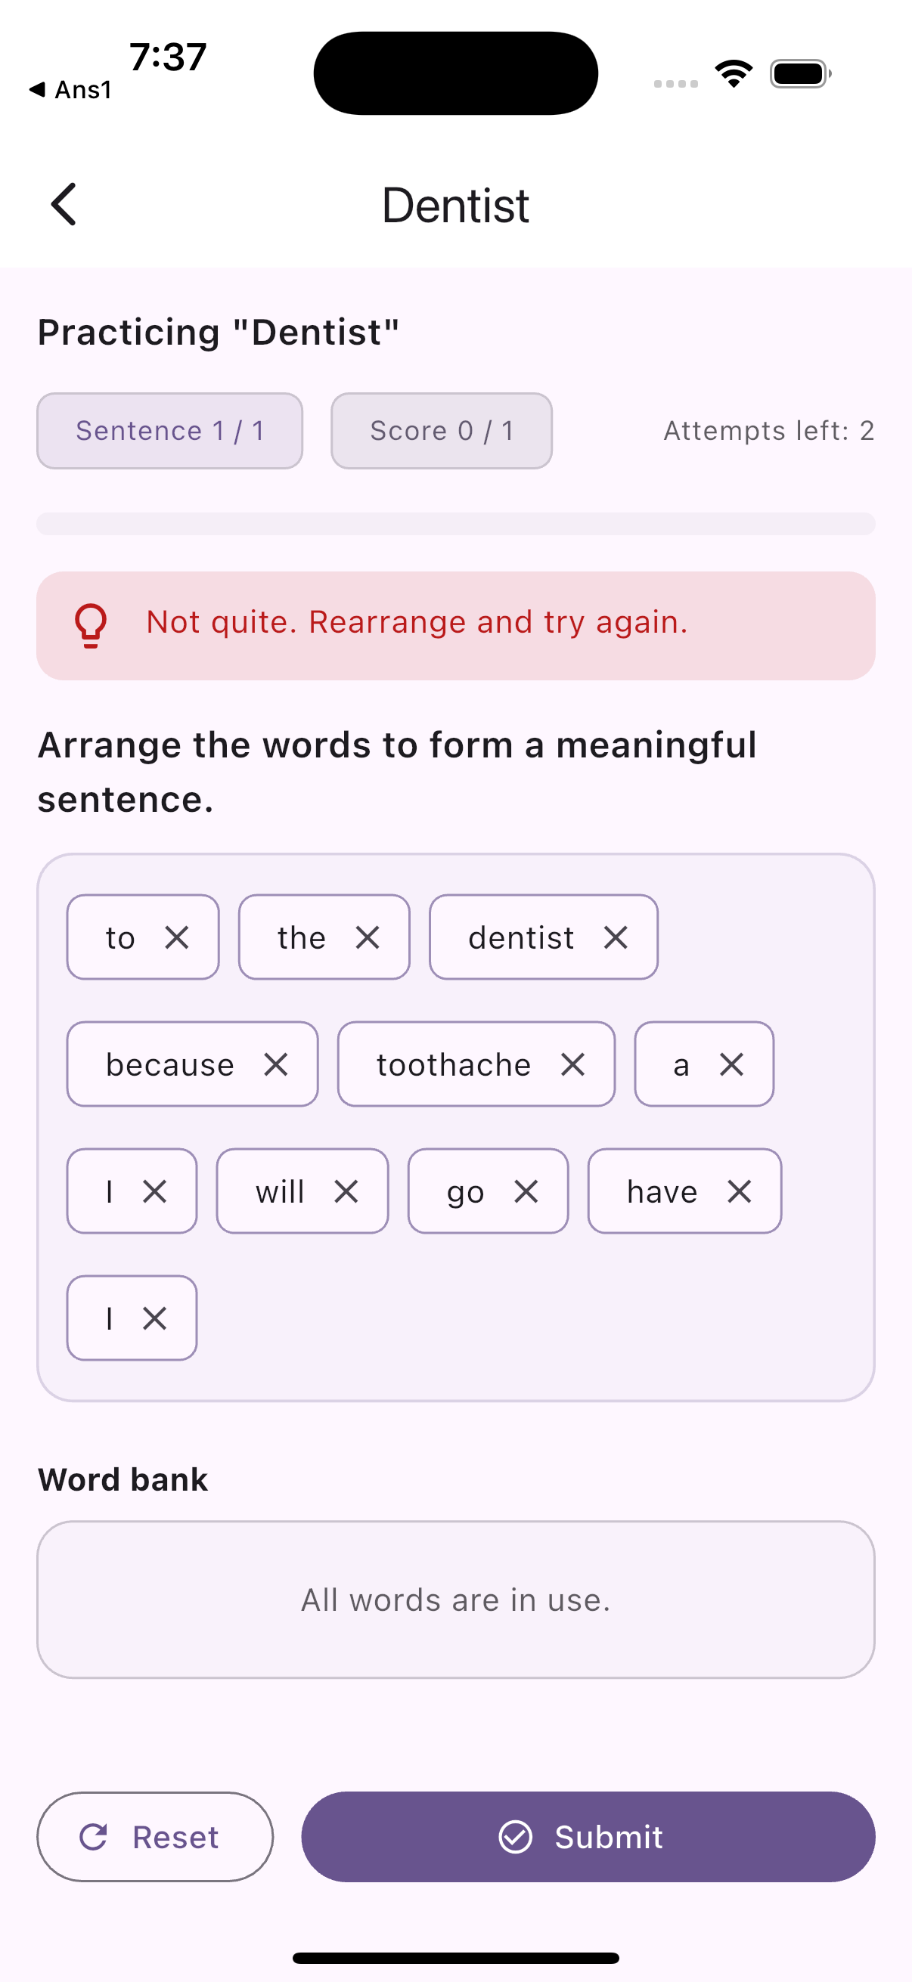 7:37
Ans1
Dentist
Practicing "Dentist"
Sentence 1 / 1
Score 0 / 1
Attempts left: 2
Not quite. Rearrange and try again.
Arrange the words to form a meaningful
sentence.
to the dentist
because toothache a
I will go have
I
Word bank
All words are in use.
Reset
Submit